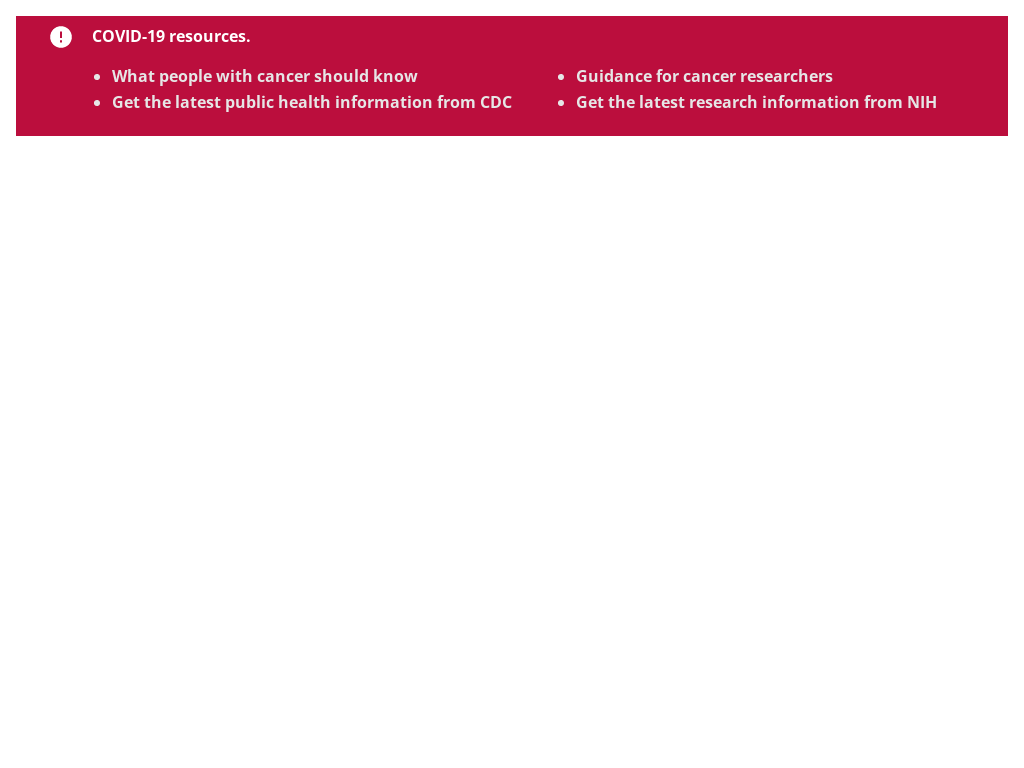 COVID-19 resources.
What people with cancer should know
Get the latest public health information from CDC
Guidance for cancer researchers
Get the latest research information from NIH